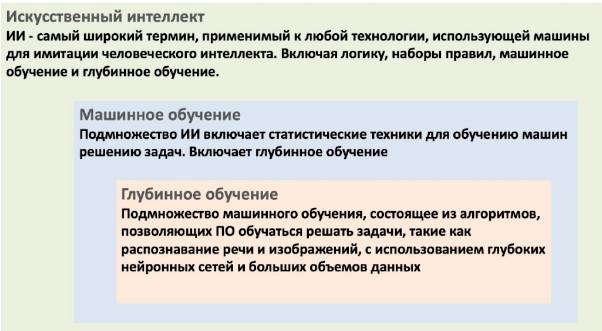 Искусственный интеллект
ИИ - самый широкий термин, применимый к любой технологии, использующей машины
для имитации человеческого интеллекта. Включая логику, наборы правил, машинное
обучение и глубинное обучение.
Машинное обучение
Подмножество ИИ включает статистические техники для обучению машин
решению задач. Включает глубинное обучение
Глубинное обучение
Подмножество машинного обучения, состоящее из алгоритмов,
позволяющих ПО обучаться решать задачи, такие как
распознавание речи и изображений, с использованием глубоких
нейронных сетей и больших объемов данных